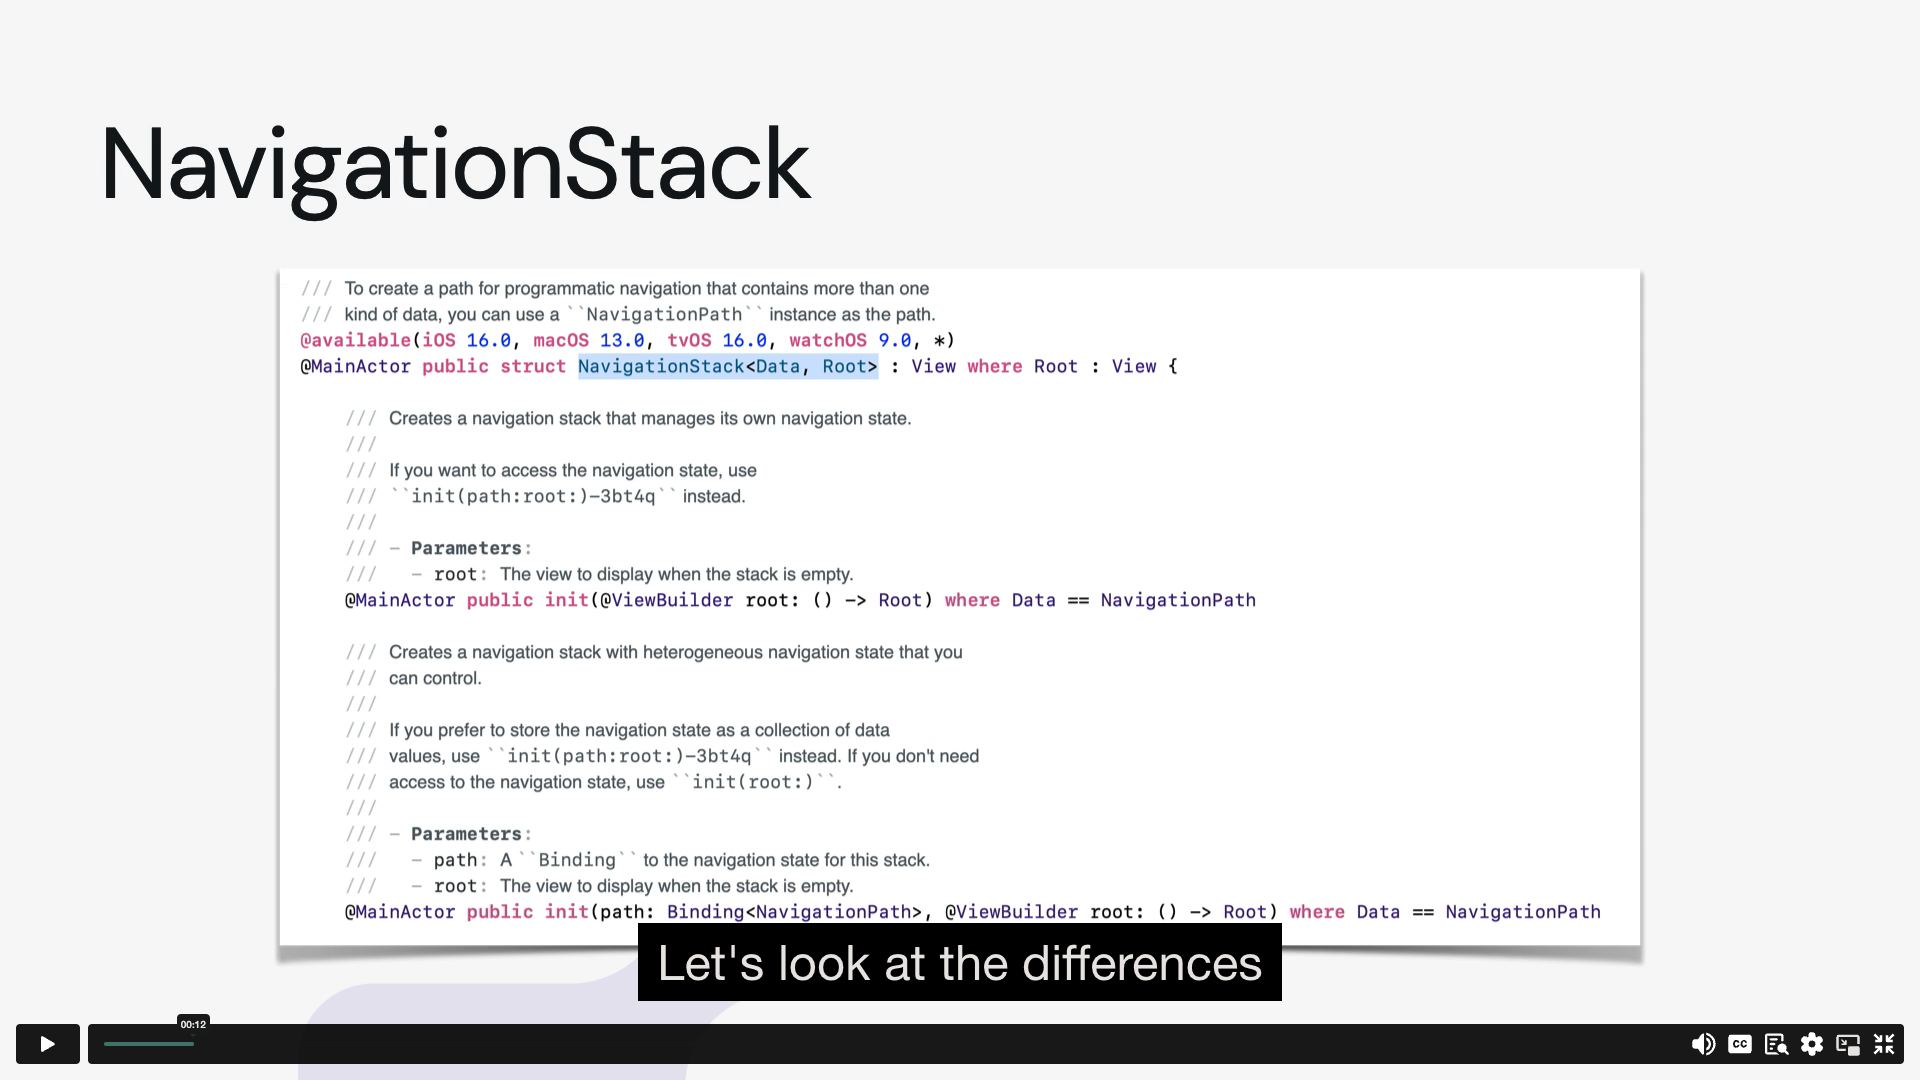 NavigationStack
/// To create a path for programmatic navigation that contains more than one
/// kind of data, you can use a ``NavigationPath`` instance as the path.
@available(iOS 16.0, macOS 13.0, tvOS 16.0, watchOS 9.0, *)
@MainActor public struct NavigationStack<Data, Root> : View where Root : View {
/// Creates a navigation stack that manages its own navigation state.
///
/// If you want to access the navigation state, use
/// ``init(path:root:)-3bt4q`` instead.
///
/// - Parameters:
/// - root: The view to display when the stack is empty.
@MainActor public init(@ViewBuilder root: () -> Root) where Data == NavigationPath
/// Creates a navigation stack with heterogeneous navigation state that you
/// can control.
///
/// If you prefer to store the navigation state as a collection of data
/// values, use ``init(path:root:)-3bt4q`` instead. If you don't need
/// access to the navigation state, use ``init(root:)``.
///
/// - Parameters:
/// - path: A ``Binding`` to the navigation state for this stack.
/// - root: The view to display when the stack is empty.
@MainActor public init(path: Binding<NavigationPath>, @ViewBuilder root: () -> Root) where Data == NavigationPath
Let's look at the differences
00:12
CC